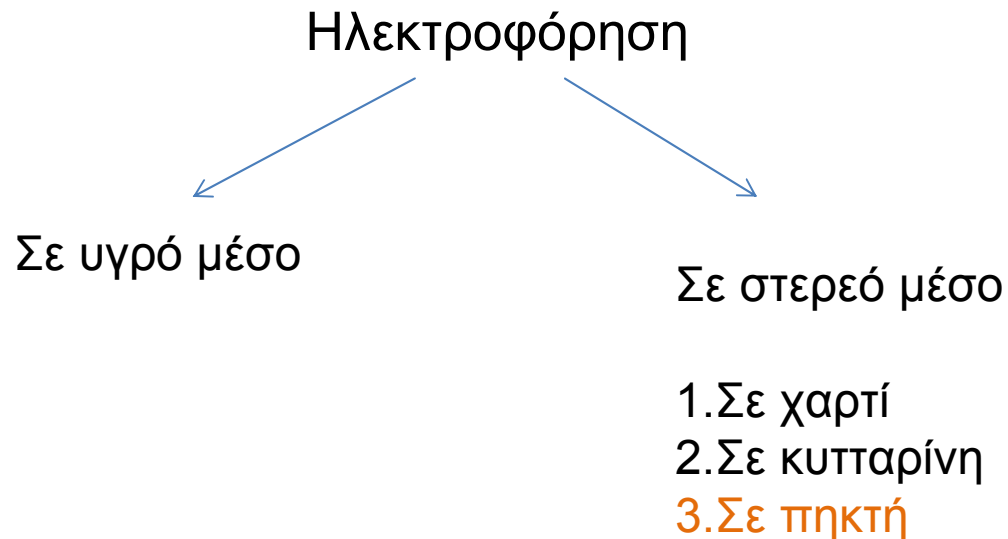 Ηλεκτροφόρηση
Σε υγρό μέσο
Σε στερεό μέσο
1.Σε χαρτί
2.Σε κυτταρίνη
3.Σε πηκτή